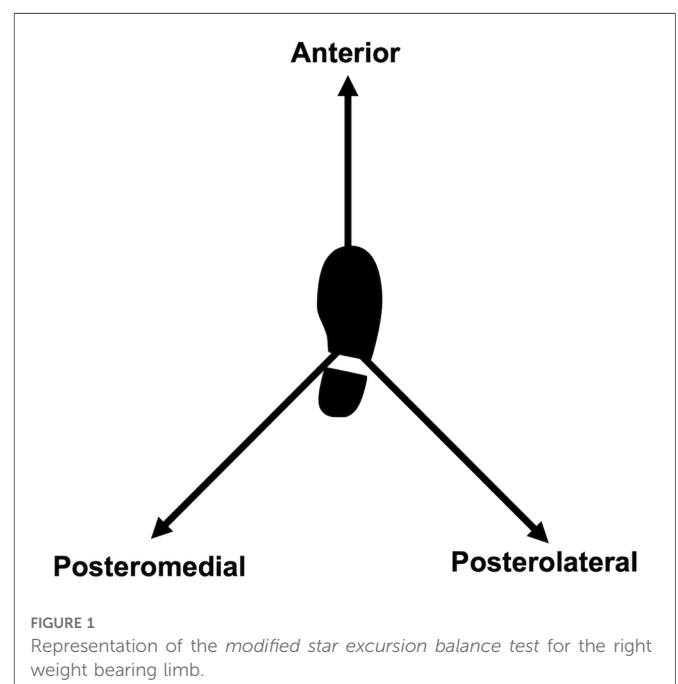 Anterior
Posteromedial
Posterolateral
FIGURE 1
Representation of the modified star excursion balance test for the right
weight bearing limb.